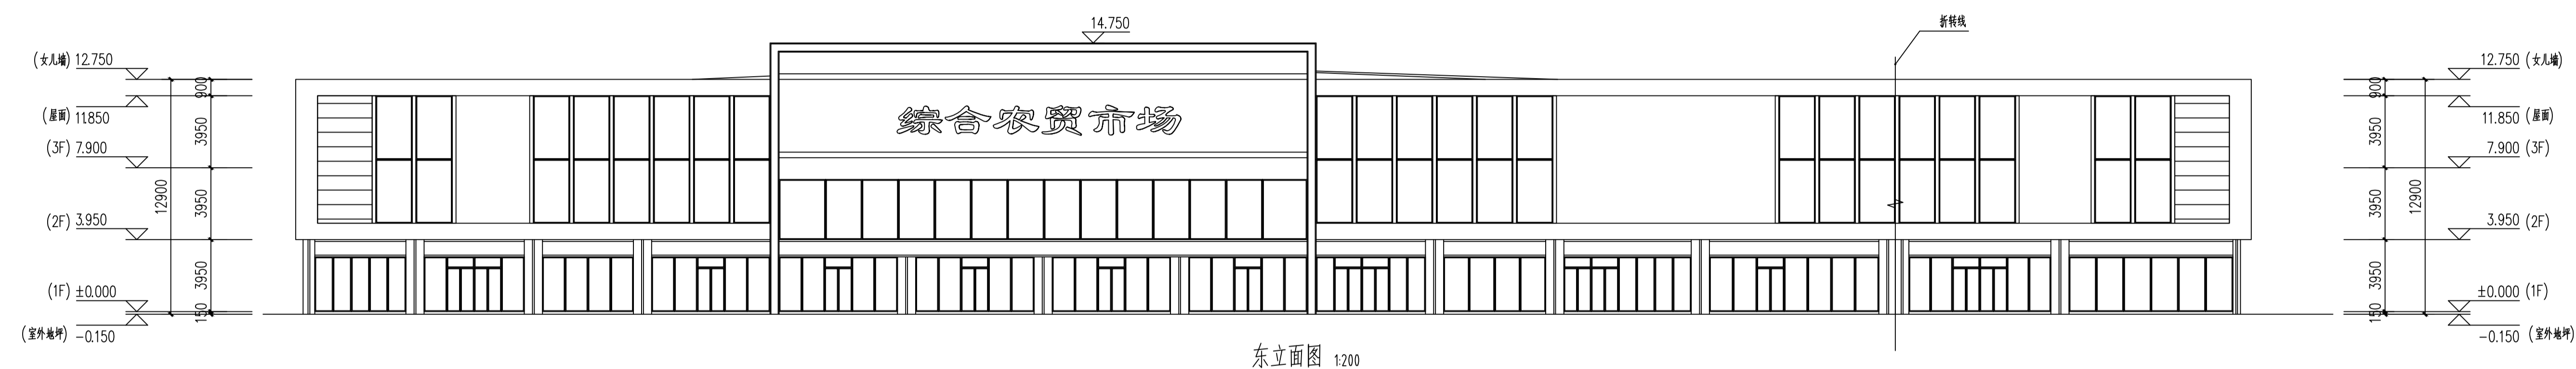 14.750
折转线
(女儿墙) 12.750
(屋面) 11.850
(3F) 7.900
(2F) 3.950
(1F) ±0.000
(室外地坪) -0.150
12900
900
3950
3950
3950
150
综合农贸市场
12.750 (女儿墙)
11.850 (屋面)
7.900 (3F)
3.950 (2F)
±0.000 (1F)
-0.150 (室外地坪)
900
3950
3950
3950
150
12900
东立面图 1:200